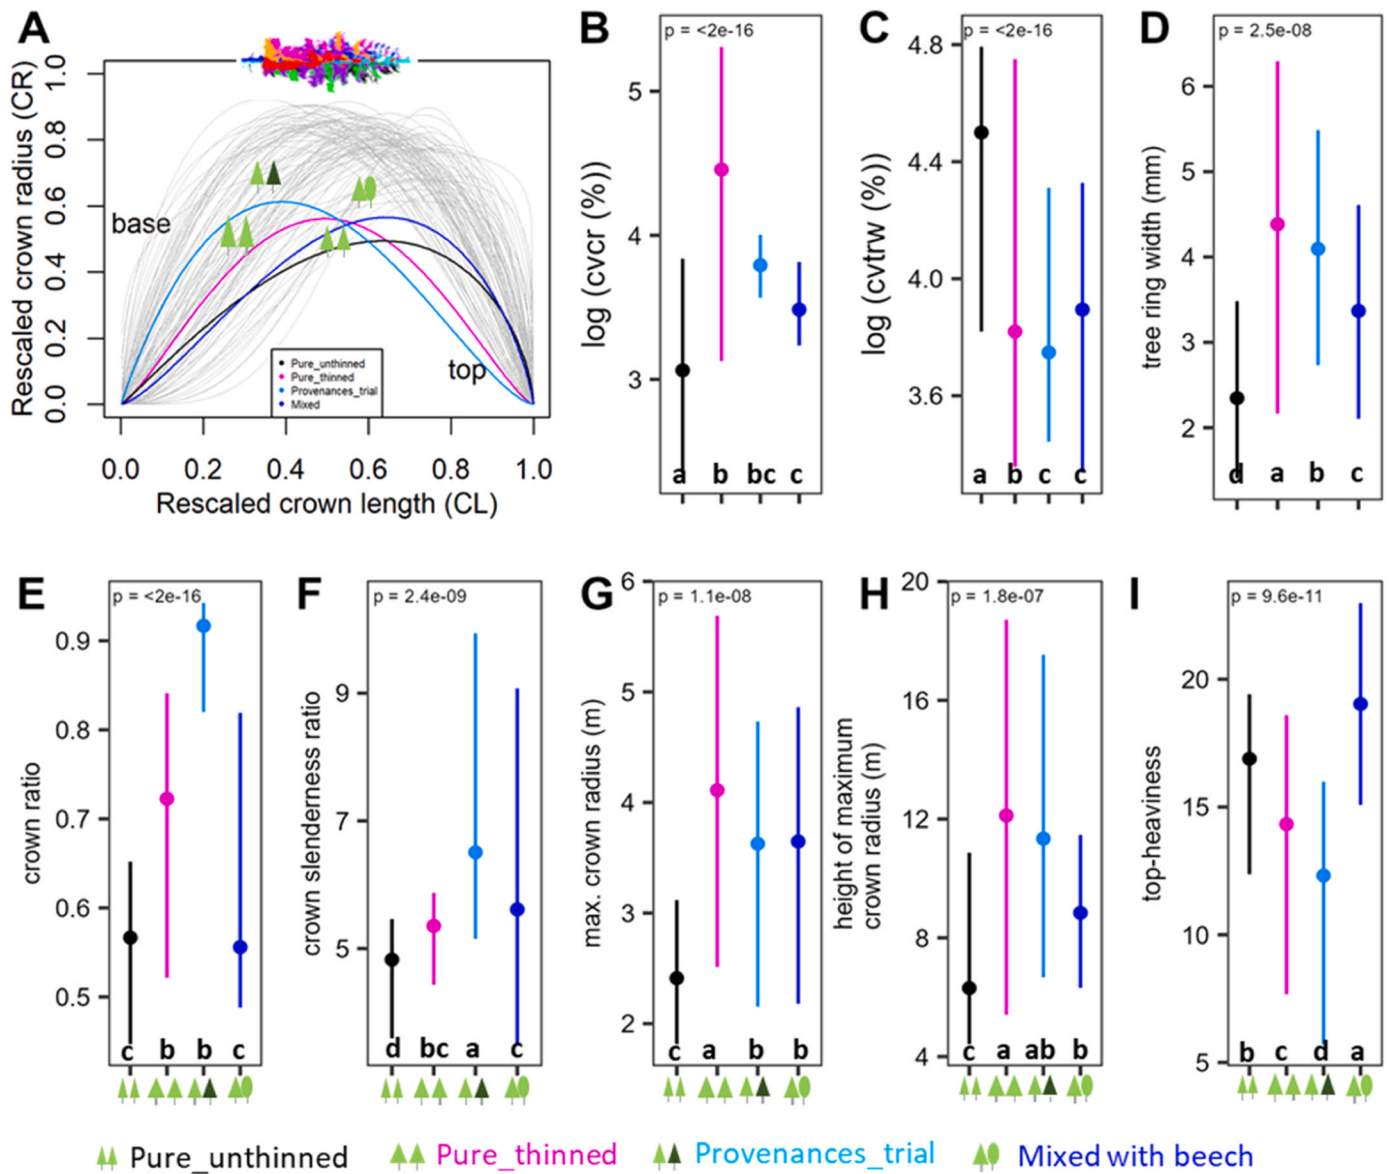 A
Rescaled crown radius (CR)
1.0
0.8
0.6
0.4
0.2
0.0
base
top
Pure_unthinned
Pure_thinned
Provenances_trial
Mixed
0.0 0.2 0.4 0.6 0.8 1.0
Rescaled crown length (CL)
B
p = <2e-16
log (cvcr (%))
5
4
3
a b bc c
C
p = <2e-16
log (cvtrw (%))
4.8
4.4
4.0
3.6
a b c c
D
p = 2.5e-08
tree ring width (mm)
6
5
4
3
2
d a b c
E
p = <2e-16
crown ratio
0.9
0.8
0.7
0.6
0.5
c b b c
F
p = 2.4e-09
crown slenderness ratio
9
7
5
d bc a c
G
p = 1.1e-08
max. crown radius (m)
6
5
4
3
2
c a b b
H
p = 1.8e-07
height of maximum
crown radius (m)
20
16
12
8
4
c a ab b
I
p = 9.6e-11
top-heaviness
20
15
10
5
b c d a
Pure_unthinned Pure_thinned Provenances_trial Mixed with beech